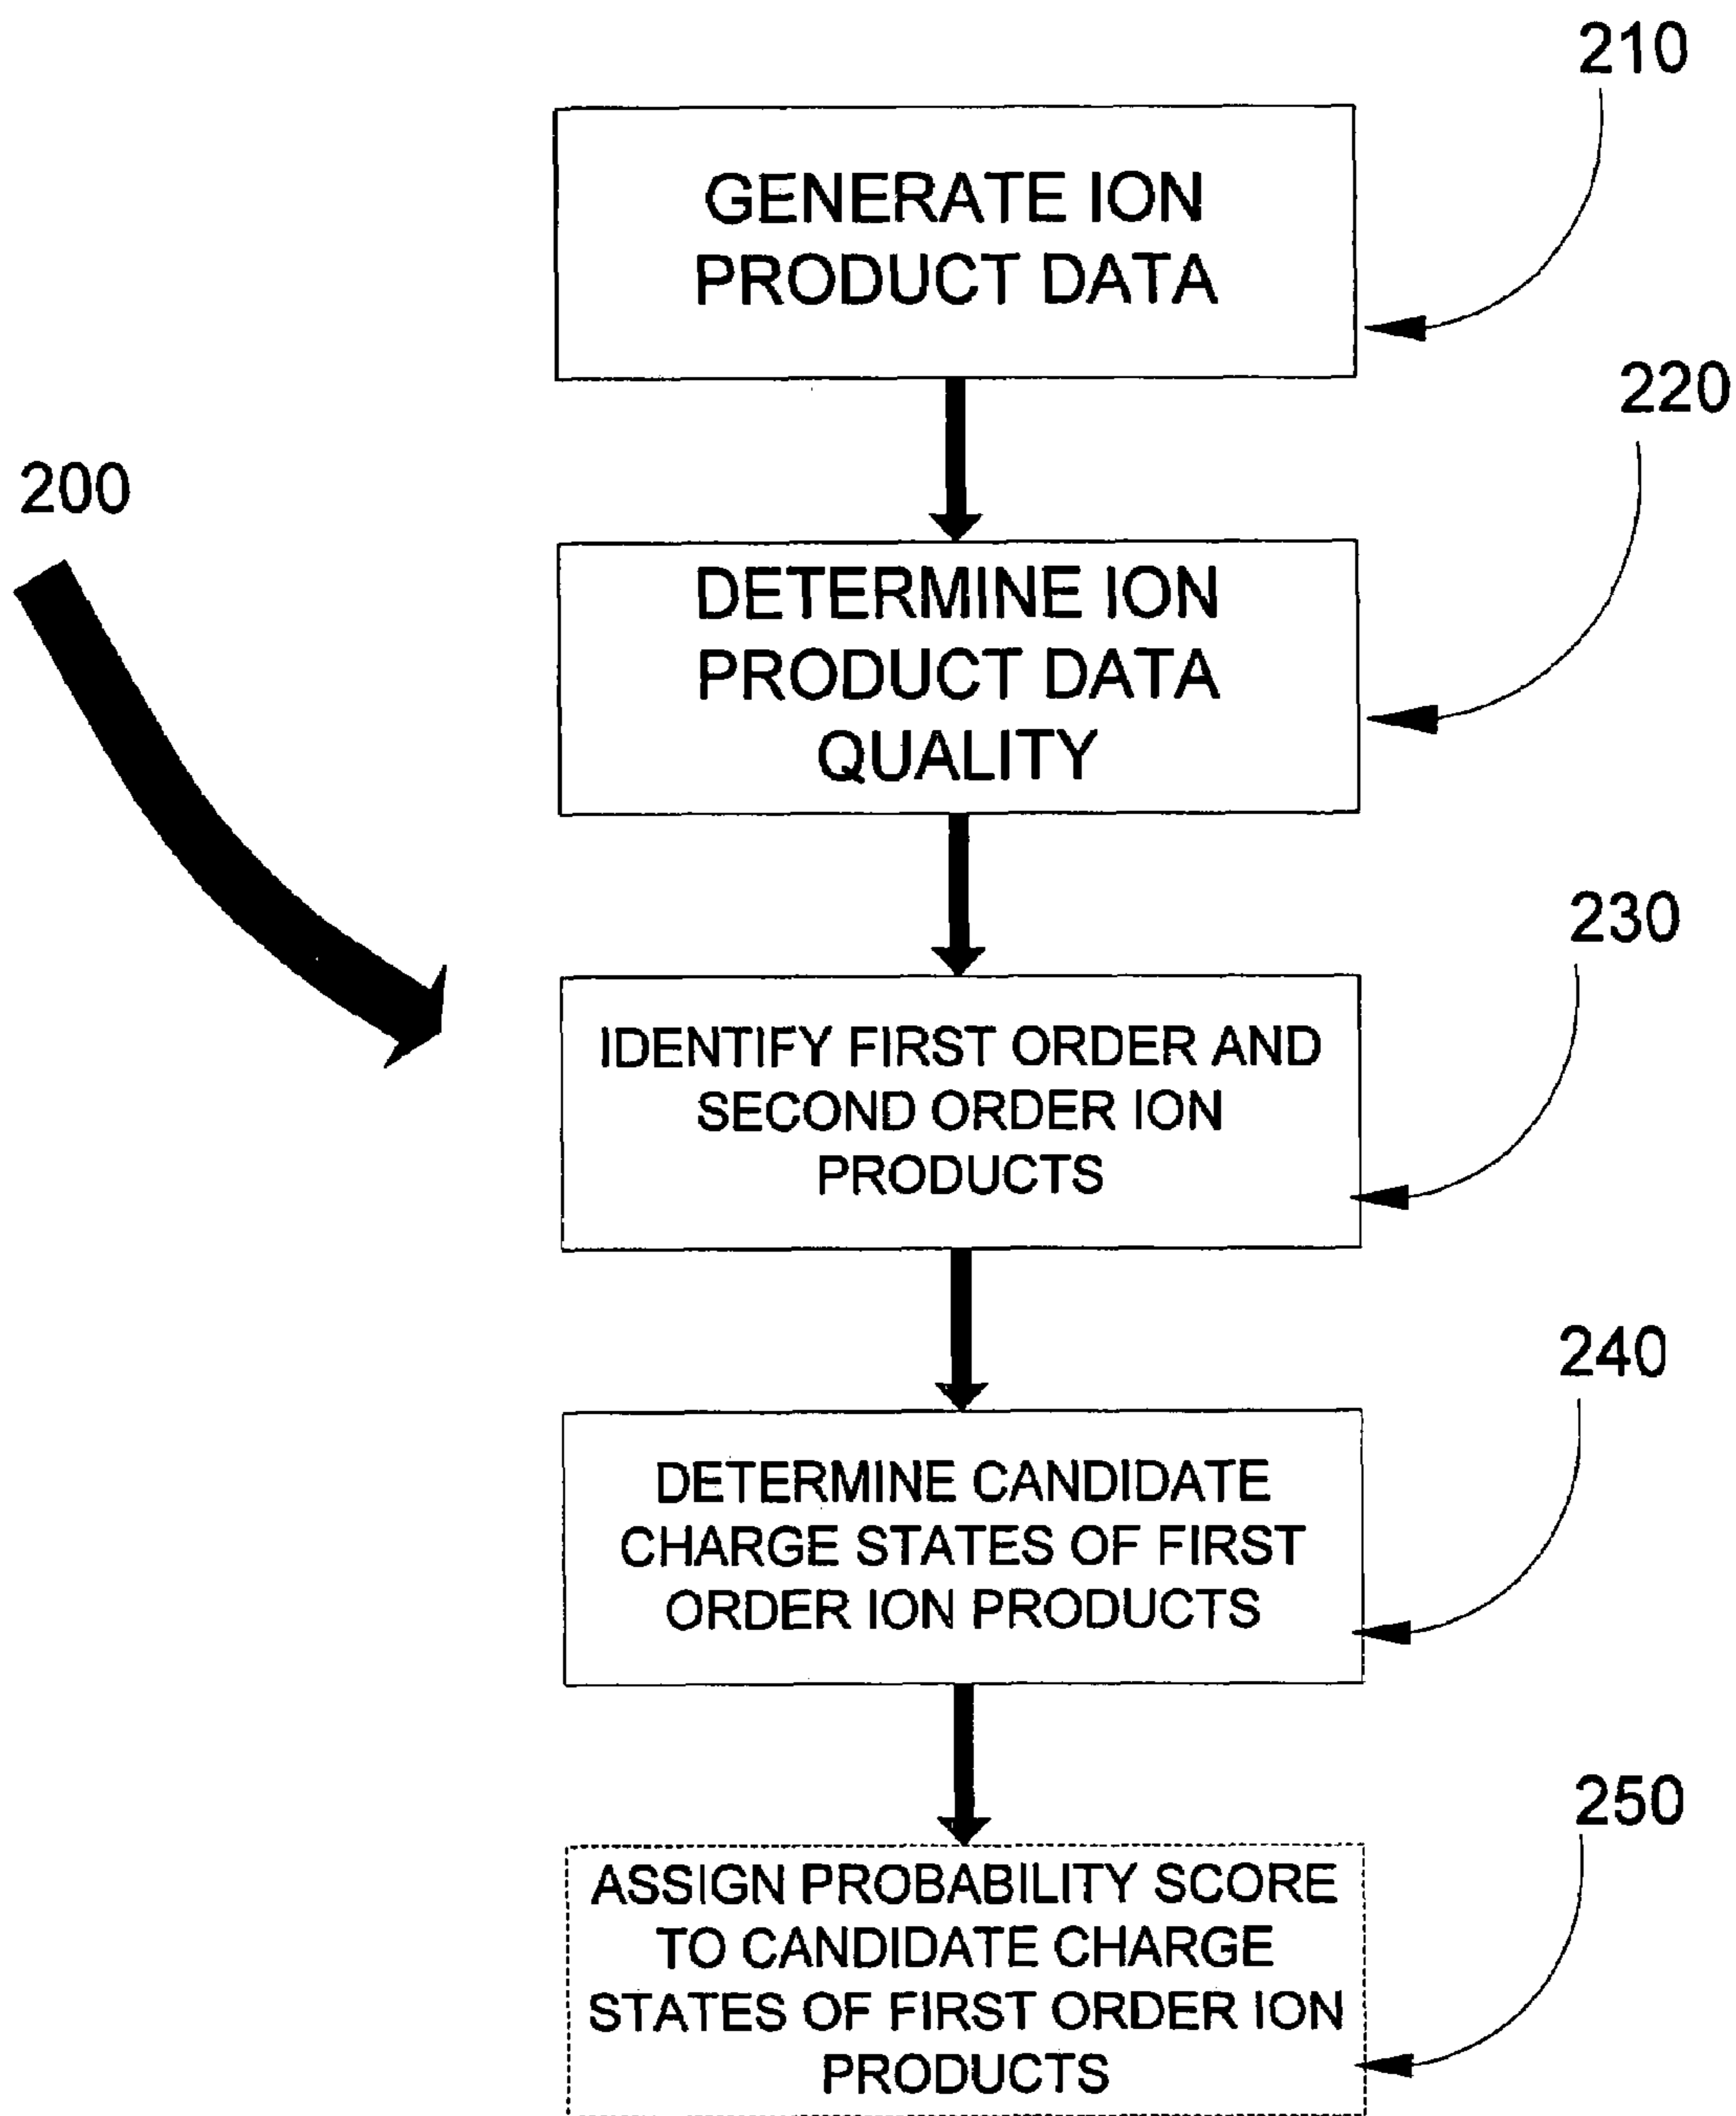 210
GENERATE ION
PRODUCT DATA
220
200
DETERMINE ION
PRODUCT DATA
QUALITY
230
IDENTIFY FIRST ORDER AND
SECOND ORDER ION
PRODUCTS
240
DETERMINE CANDIDATE
CHARGE STATES OF FIRST
ORDER ION PRODUCTS
250
ASSIGN PROBABILITY SCORE
TO CANDIDATE CHARGE
STATES OF FIRST ORDER ION
PRODUCTS